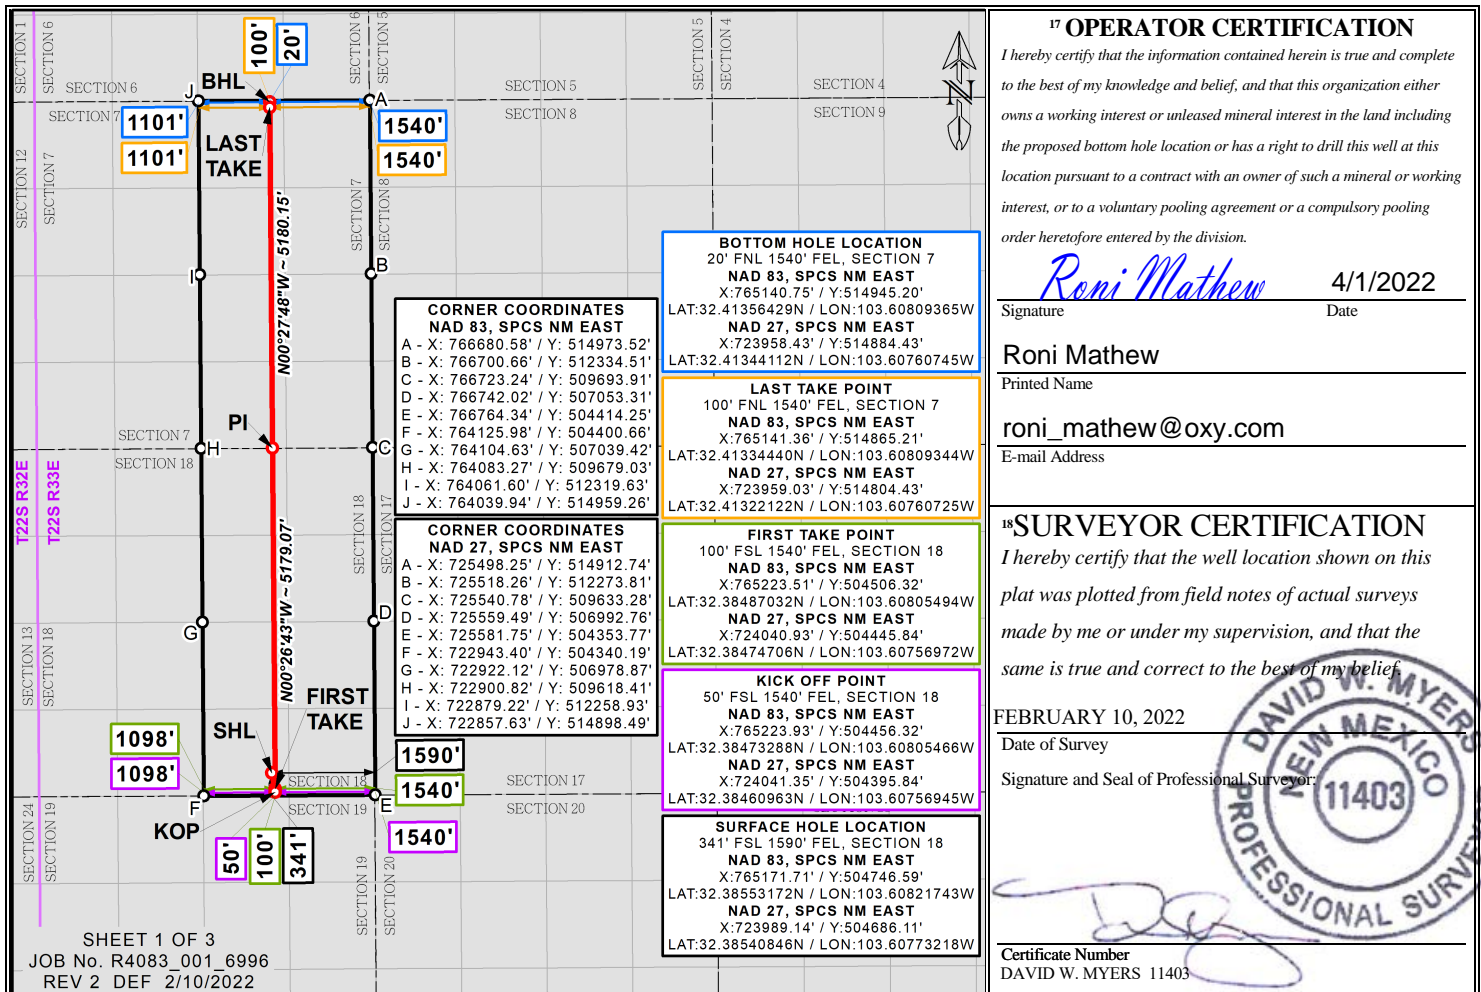 SECTION 1
SECTION 6
SECTION 6
SECTION 5
SECTION 5
SECTION 4
100'
20'
BHL
SECTION 6
J
A
SECTION 5
SECTION 4
SECTION 7
SECTION 8
SECTION 9
N
1101'
1540'
1101'
1540'
LAST
TAKE
SECTION 12
SECTION 7
SECTION 7
SECTION 8
N00°27'48"W ~ 5180.15'
I
B
PI
SECTION 7
H
C
SECTION 18
T22S R32E
T22S R33E
SECTION 18
SECTION 17
N00°26'43"W ~ 5179.07'
G
D
SECTION 13
SECTION 18
FIRST
TAKE
SHL
1098'
1098'
1590'
SECTION 18
SECTION 17
1540'
F
E
SECTION 19
SECTION 20
KOP
1540'
50'
100'
341'
SECTION 24
SECTION 19
SECTION 19
SECTION 20
SHEET 1 OF 3
JOB No. R4083_001_6996
REV 2 DEF 2/10/2022
CORNER COORDINATES
NAD 83, SPCS NM EAST
A - X: 766680.58' / Y: 514973.52'
B - X: 766700.66' / Y: 512334.51'
C - X: 766723.24' / Y: 509693.91'
D - X: 766742.02' / Y: 507053.31'
E - X: 766764.34' / Y: 504414.25'
F - X: 764125.98' / Y: 504400.66'
G - X: 764104.63' / Y: 507039.42'
H - X: 764083.27' / Y: 509679.03'
I - X: 764061.60' / Y: 512319.63'
J - X: 764039.94' / Y: 514959.26'
CORNER COORDINATES
NAD 27, SPCS NM EAST
A - X: 725498.25' / Y: 514912.74'
B - X: 725518.26' / Y: 512273.81'
C - X: 725540.78' / Y: 509633.28'
D - X: 725559.49' / Y: 506992.76'
E - X: 725581.75' / Y: 504353.77'
F - X: 722943.40' / Y: 504340.19'
G - X: 722922.12' / Y: 506978.87'
H - X: 722900.82' / Y: 509618.41'
I - X: 722879.22' / Y: 512258.93'
J - X: 722857.63' / Y: 514898.49'
BOTTOM HOLE LOCATION
20' FNL 1540' FEL, SECTION 7
NAD 83, SPCS NM EAST
X:765140.75' / Y:514945.20'
LAT:32.41356429N / LON:103.60809365W
NAD 27, SPCS NM EAST
X:723958.43' / Y:514884.43'
LAT:32.41344112N / LON:103.60760745W
LAST TAKE POINT
100' FNL 1540' FEL, SECTION 7
NAD 83, SPCS NM EAST
X:765141.36' / Y:514865.21'
LAT:32.41334440N / LON:103.60809344W
NAD 27, SPCS NM EAST
X:723959.03' / Y:514804.43'
LAT:32.41322122N / LON:103.60760725W
FIRST TAKE POINT
100' FSL 1540' FEL, SECTION 18
NAD 83, SPCS NM EAST
X:765223.51' / Y:504506.32'
LAT:32.38487032N / LON:103.60805494W
NAD 27, SPCS NM EAST
X:724040.93' / Y:504445.84'
LAT:32.38474706N / LON:103.60756972W
KICK OFF POINT
50' FSL 1540' FEL, SECTION 18
NAD 83, SPCS NM EAST
X:765223.93' / Y:504456.32'
LAT:32.38473288N / LON:103.60805466W
NAD 27, SPCS NM EAST
X:724041.35' / Y:504395.84'
LAT:32.38460963N / LON:103.60756945W
SURFACE HOLE LOCATION
341' FSL 1590' FEL, SECTION 18
NAD 83, SPCS NM EAST
X:765171.71' / Y:504746.59'
LAT:32.38553172N / LON:103.60821743W
NAD 27, SPCS NM EAST
X:723989.14' / Y:504686.11'
LAT:32.38540846N / LON:103.60773218W
17 OPERATOR CERTIFICATION
I hereby certify that the information contained herein is true and complete
to the best of my knowledge and belief, and that this organization either
owns a working interest or unleased mineral interest in the land including
the proposed bottom hole location or has a right to drill this well at this
location pursuant to a contract with an owner of such a mineral or working
interest, or to a voluntary pooling agreement or a compulsory pooling
order heretofore entered by the division.
Roni Mathew 4/1/2022
Signature Date
Roni Mathew
Printed Name
roni_mathew@oxy.com
E-mail Address
18SURVEYOR CERTIFICATION
I hereby certify that the well location shown on this
plat was plotted from field notes of actual surveys
made by me or under my supervision, and that the
same is true and correct to the best of my belief.
FEBRUARY 10, 2022
Date of Survey
Signature and Seal of Professional Surveyor:
DAVID W. MYERS
NEW MEXICO
11403
PROFESSIONAL SURVEY
Certificate Number
DAVID W. MYERS 11403